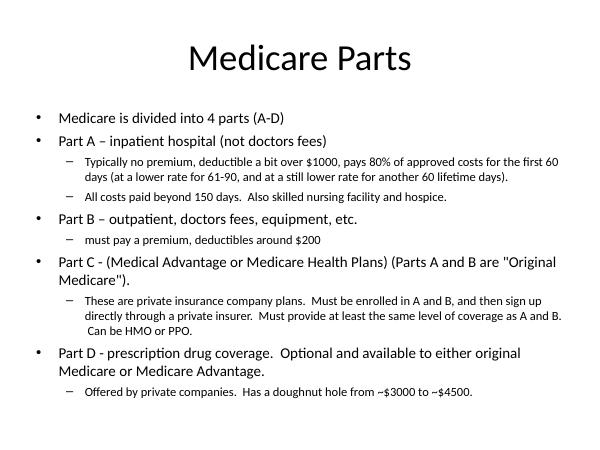 Medicare Parts
• Medicare is divided into 4 parts (A-D)
• Part A – inpatient hospital (not doctors fees)
– Typically no premium, deductible a bit over $1000, pays 80% of approved costs for the first 60
days (at a lower rate for 61-90, and at a still lower rate for another 60 lifetime days).
– All costs paid beyond 150 days.  Also skilled nursing facility and hospice.
• Part B – outpatient, doctors fees, equipment, etc.
– must pay a premium, deductibles around $200
• Part C - (Medical Advantage or Medicare Health Plans) (Parts A and B are "Original
Medicare").
– These are private insurance company plans.  Must be enrolled in A and B, and then sign up
directly through a private insurer.  Must provide at least the same level of coverage as A and B.
Can be HMO or PPO.
• Part D - prescription drug coverage.  Optional and available to either original
Medicare or Medicare Advantage.
– Offered by private companies.  Has a doughnut hole from ~$3000 to ~$4500.